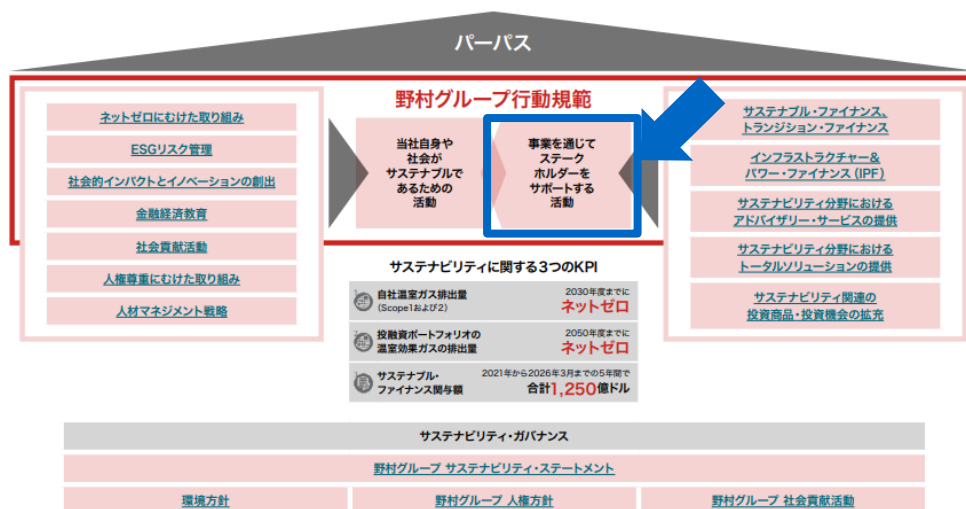 パーパス
野村グループ行動規範
ネットゼロにむけた取り組み
ESGリスク管理
社会的インパクトとイノベーションの創出
金融経済教育
社会貢献活動
人権尊重にむけた取り組み
人材マネジメント戦略
当社自身や
社会が
サステナブルで
あるための
活動
事業を通じて
ステーク
ホルダーを
サポートする
活動
サステナブル・ファイナンス、
トランジション・ファイナンス
インフラストラクチャー&
パワー・ファイナンス (IPF)
サステナビリティ分野における
アドバイザリー・サービスの提供
サステナビリティ分野における
トータルソリューションの提供
サステナビリティ関連の
投資商品・投資機会の拡充
サステナビリティに関する3つのKPI
自社温室ガス排出量
(Scope1および2)
2030年度までに
ネットゼロ
投融資ポートフォリオの
温室効果ガスの排出量
2050年度までに
ネットゼロ
サステナブル・
ファイナンス関与額
2021年から2026年3月までの5年間で
合計1,250億ドル
サステナビリティ・ガバナンス
野村グループ サステナビリティ・ステートメント
環境方針
野村グループ 人権方針
野村グループ 社会貢献活動